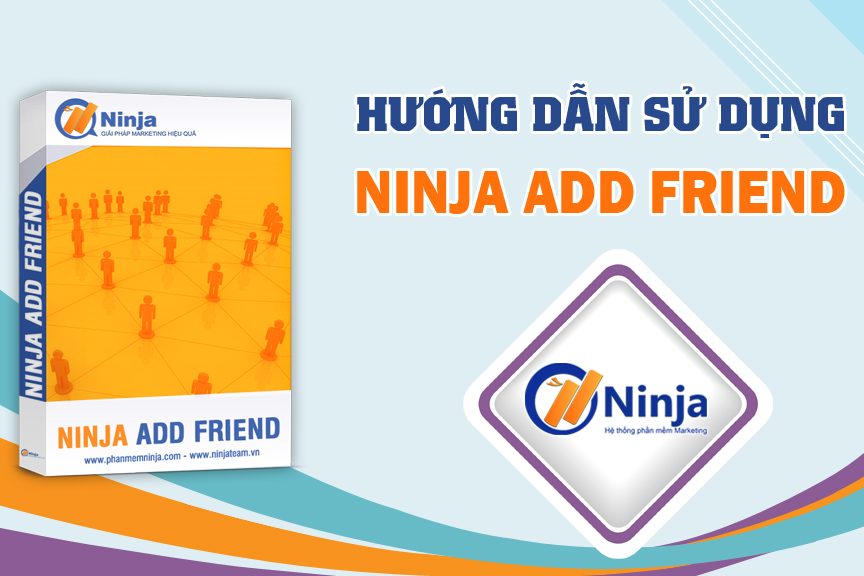 Ninja
GIẢI PHÁP MARKETING HIỆU QUẢ
NINJA ADD FRIEND
NINJA ADD FRIEND
www.phanmemninja.com - www.ninjateam.vn
Ninja
HƯỚNG DẪN SỬ DỤNG
NINJA ADD FRIEND
Ninja
Hệ thống phần mềm Marketing